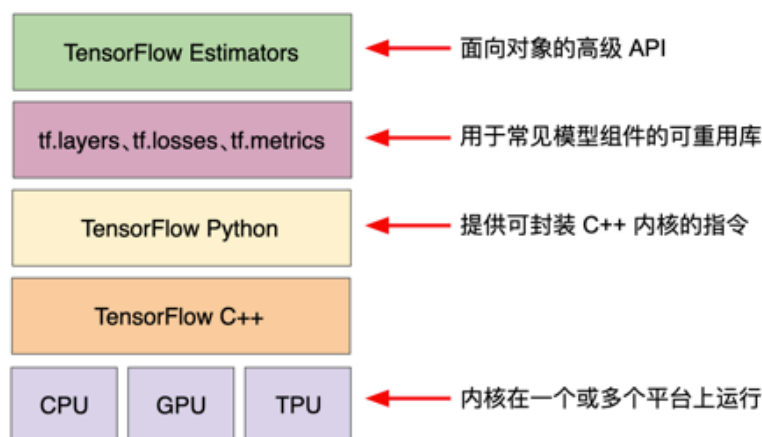 TensorFlow Estimators
面向对象的高级 API
tf.layers、tf.losses、tf.metrics
用于常见模型组件的可重用库
TensorFlow Python
提供可封装 C++ 内核的指令
TensorFlow C++
CPU
GPU
TPU
内核在一个或多个平台上运行